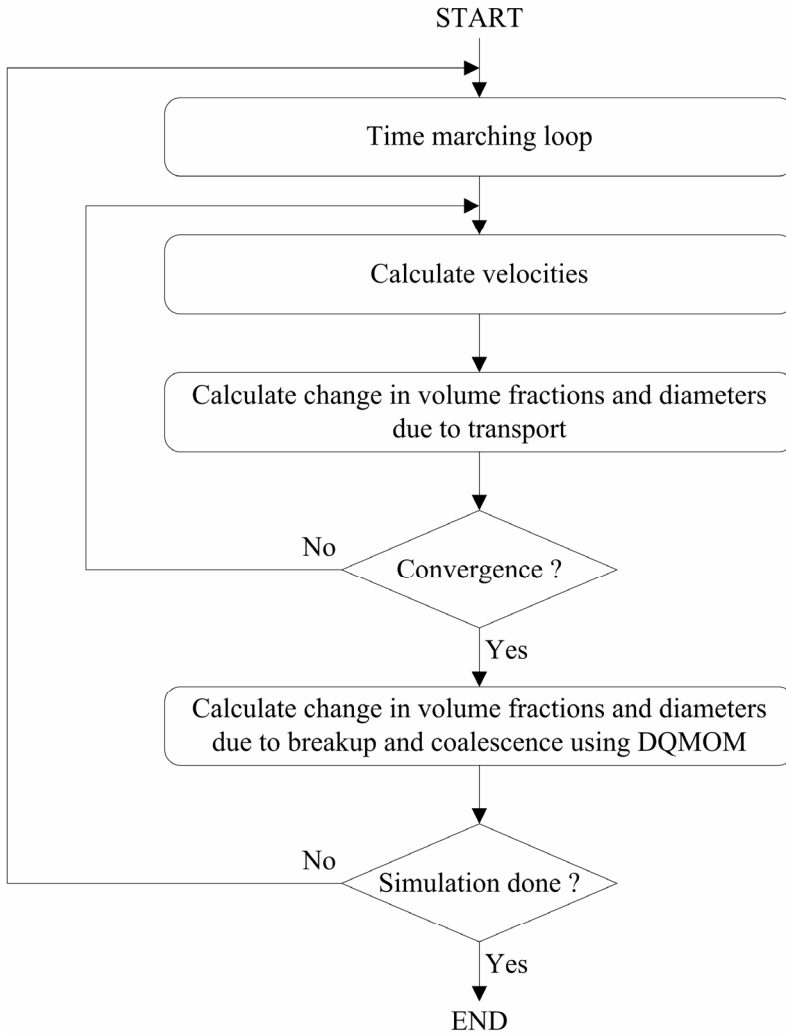 START
Time marching loop
Calculate velocities
Calculate change in volume fractions and diameters
due to transport
No
Convergence ?
Yes
Calculate change in volume fractions and diameters
due to breakup and coalescence using DQMOM
No
Simulation done ?
Yes
END